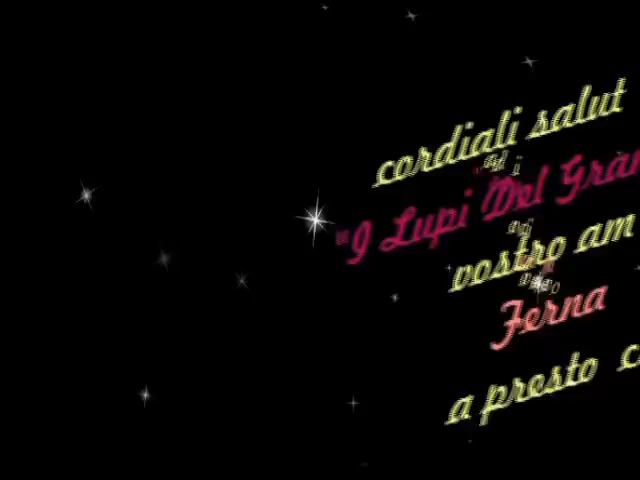 cordiali salut
"I Lupi Del Gran
vostro am
Ferna
a presto c